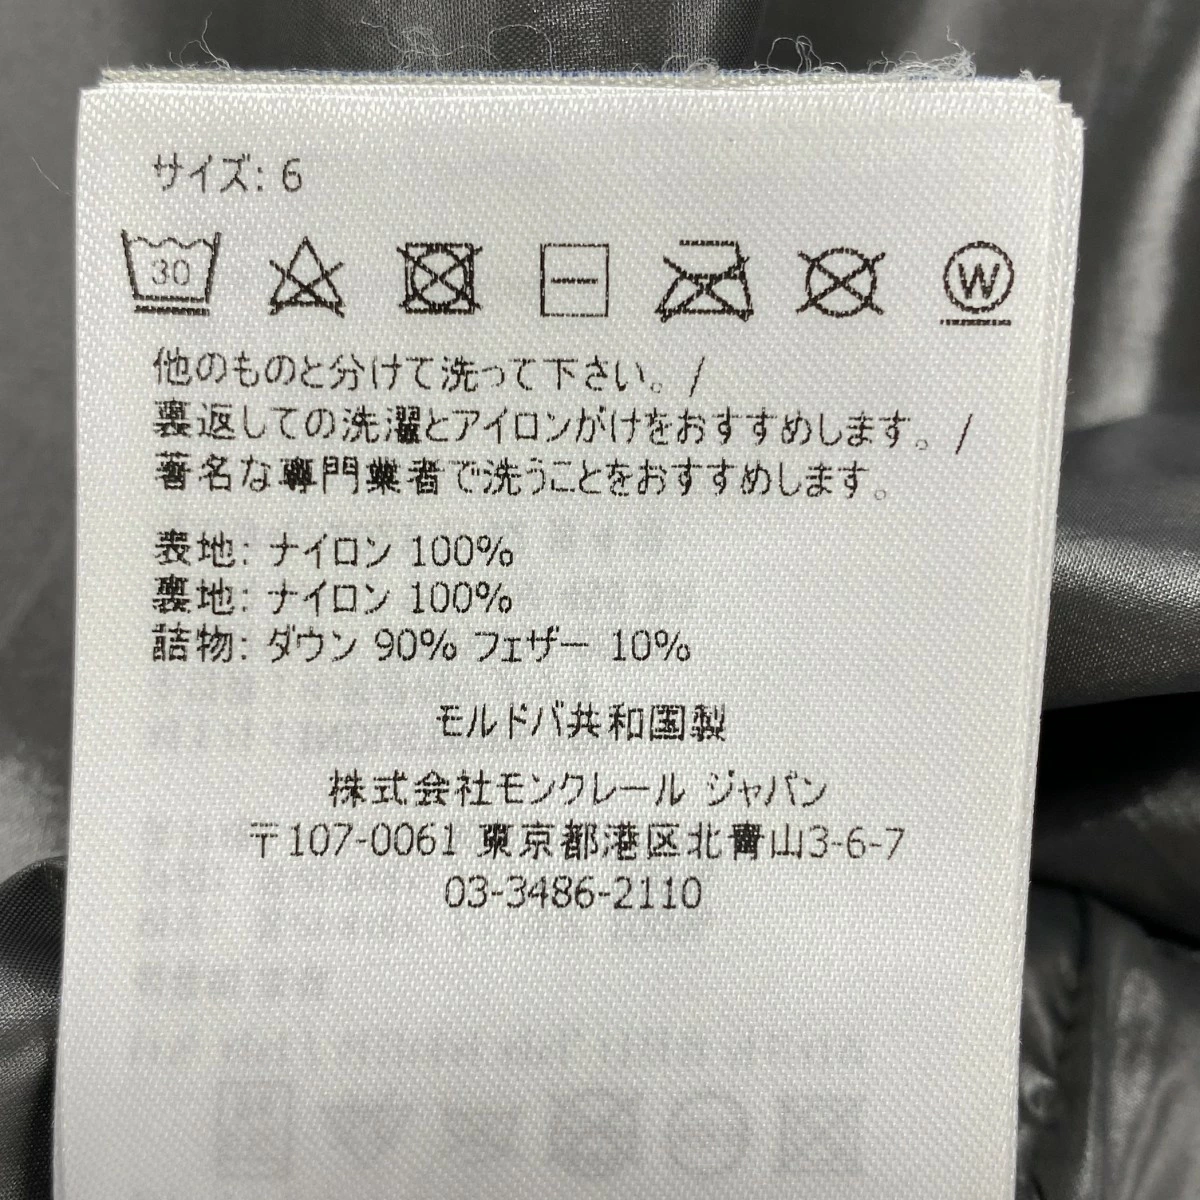 サイズ: 6
30
W
他のものと分けて洗って下さい。/
裏返しての洗濯とアイロンがけをおすすめします。/
著名な専門業者で洗うことをおすすめします。
表地: ナイロン 100%
裏地: ナイロン 100%
詰物: ダウン 90% フェザー 10%
モルドバ共和国製
株式会社モンクレール ジャパン
〒107-0061 東京都港区北青山3-6-7
03-3486-2110